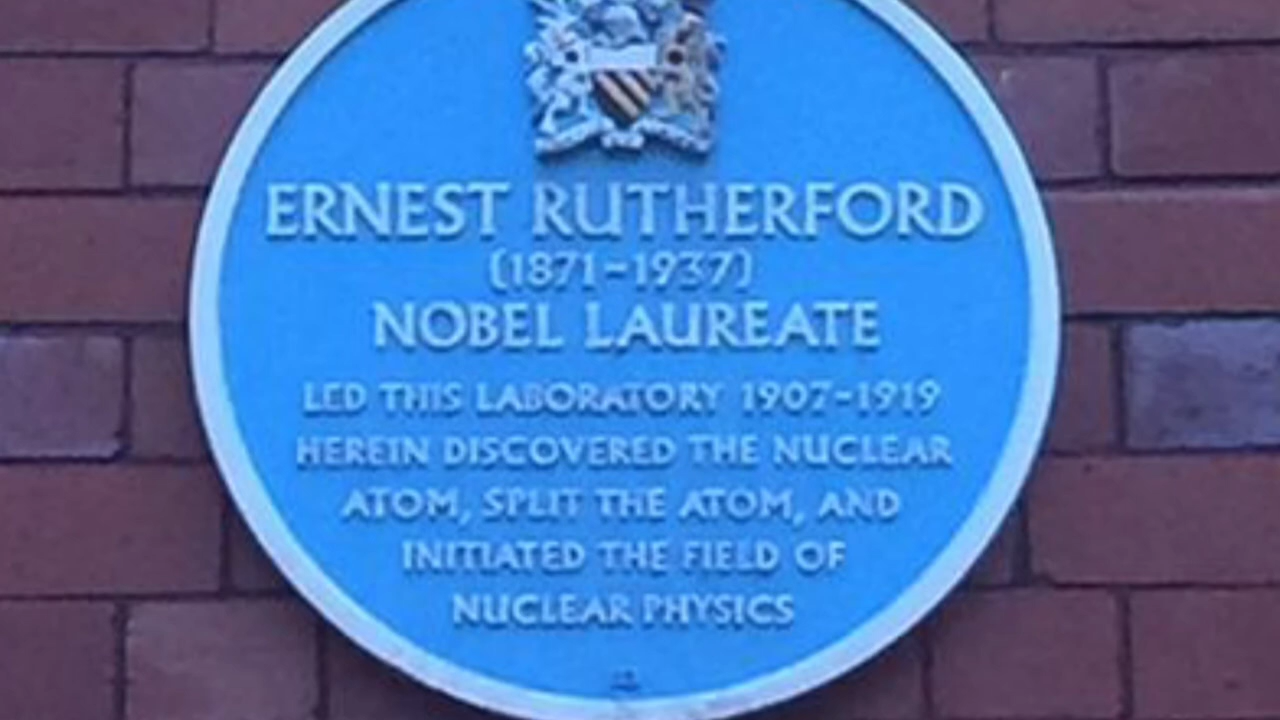 ERNEST RUTHERFORD
(1871-1937)
NOBEL LAUREATE
LED THIS LABORATORY 1907-1919
HEREIN DISCOVERED THE NUCLEAR
ATOM, SPLIT THE ATOM, AND
INITIATED THE FIELD OF
NUCLEAR PHYSICS